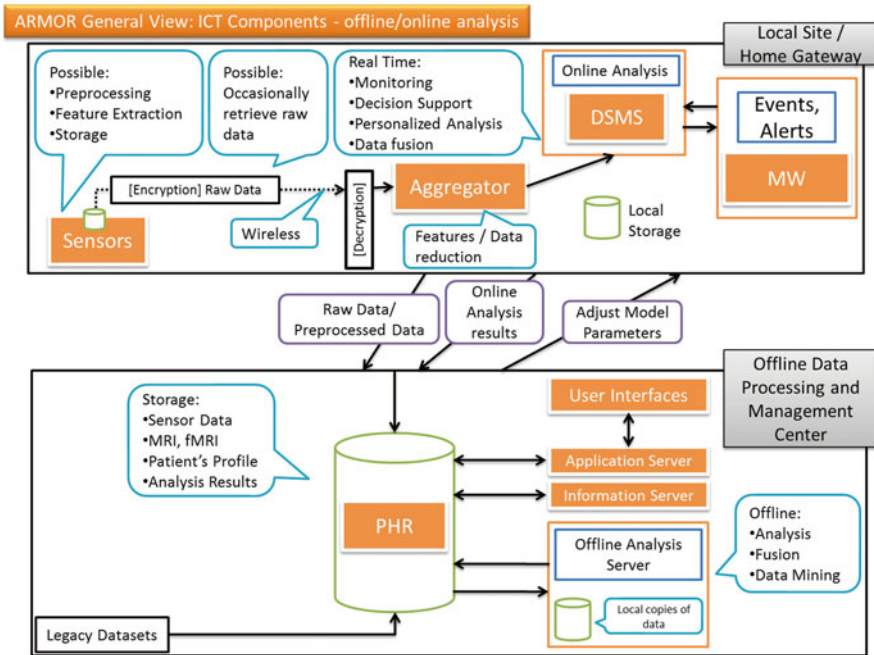 ARMOR General View: ICT Components - offline/online analysis
Local Site /
Home Gateway
Possible:
•Preprocessing
•Feature Extraction
•Storage
Possible:
Occasionally
retrieve raw
data
Real Time:
•Monitoring
•Decision Support
•Personalized Analysis
•Data fusion
Online Analysis
DSMS
Events,
Alerts
MW
[Encryption] Raw Data
[Decryption]
Aggregator
Sensors
Wireless
Features / Data
reduction
Local
Storage
Raw Data/
Preprocessed Data
Online
Analysis
results
Adjust Model
Parameters
Offline Data
Processing and
Management
Center
Storage:
•Sensor Data
•MRI, fMRI
•Patient's Profile
•Analysis Results
PHR
User Interfaces
Application Server
Information Server
Offline Analysis
Server
Local copies of
data
Offline:
•Analysis
•Fusion
•Data Mining
Legacy Datasets